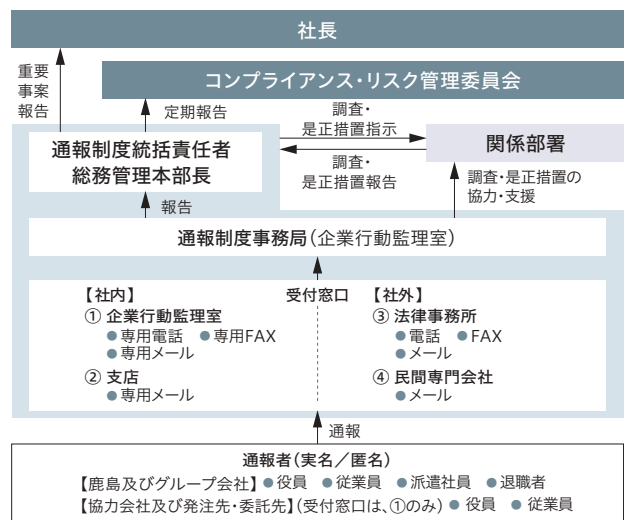 社長
重要
事案
報告
コンプライアンス・リスク管理委員会
定期報告
調査・
是正措置指示
通報制度統括責任者
総務管理本部長
関係部署
調査・
是正措置報告
調査・是正措置の
協力・支援
報告
通報制度事務局(企業行動監理室)
【社内】 受付窓口 【社外】
① 企業行動監理室
●専用電話 ●専用FAX
●専用メール
② 支店
●専用メール
③ 法律事務所
●電話 ●FAX
●メール
④ 民間専門会社
●メール
通報
通報者(実名/匿名)
【鹿島及びグループ会社】●役員 ●従業員 ●派遣社員 ●退職者
【協力会社及び発注先・委託先】(受付窓口は、①のみ) ●役員 ●従業員